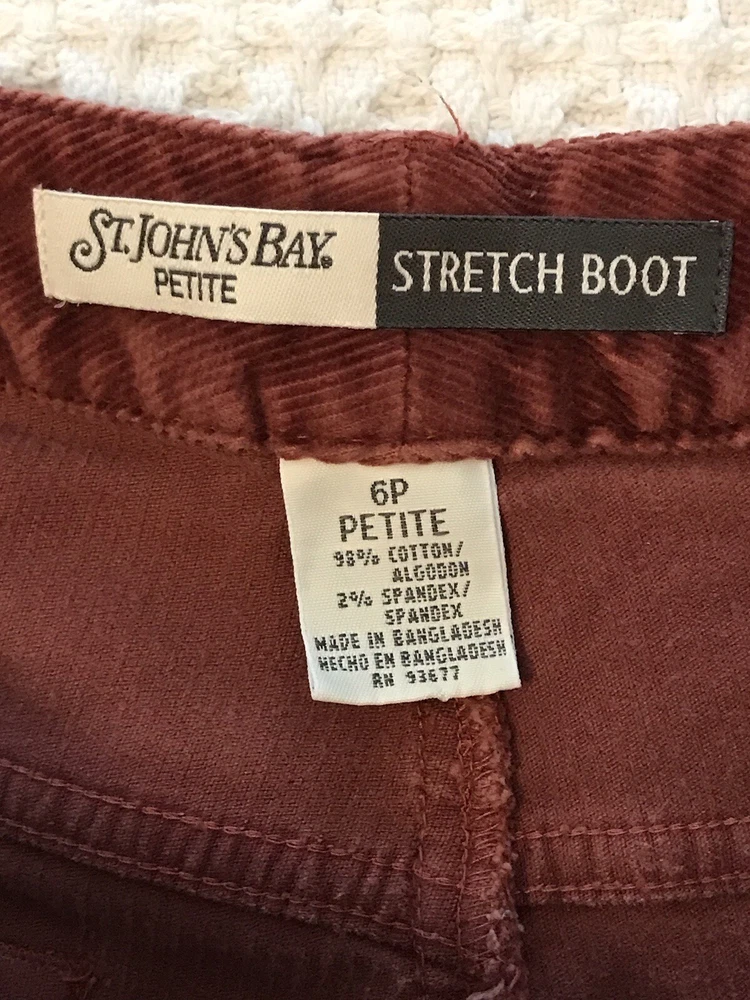 ST. JOHN'S BAY®
PETITE
STRETCH BOOT
6P
PETITE
98% COTTON/
ALGODON
2% SPANDEX/
SPANDEX
MADE IN BANGLADESH
HECHO EN BANGLADESH
RN 93677